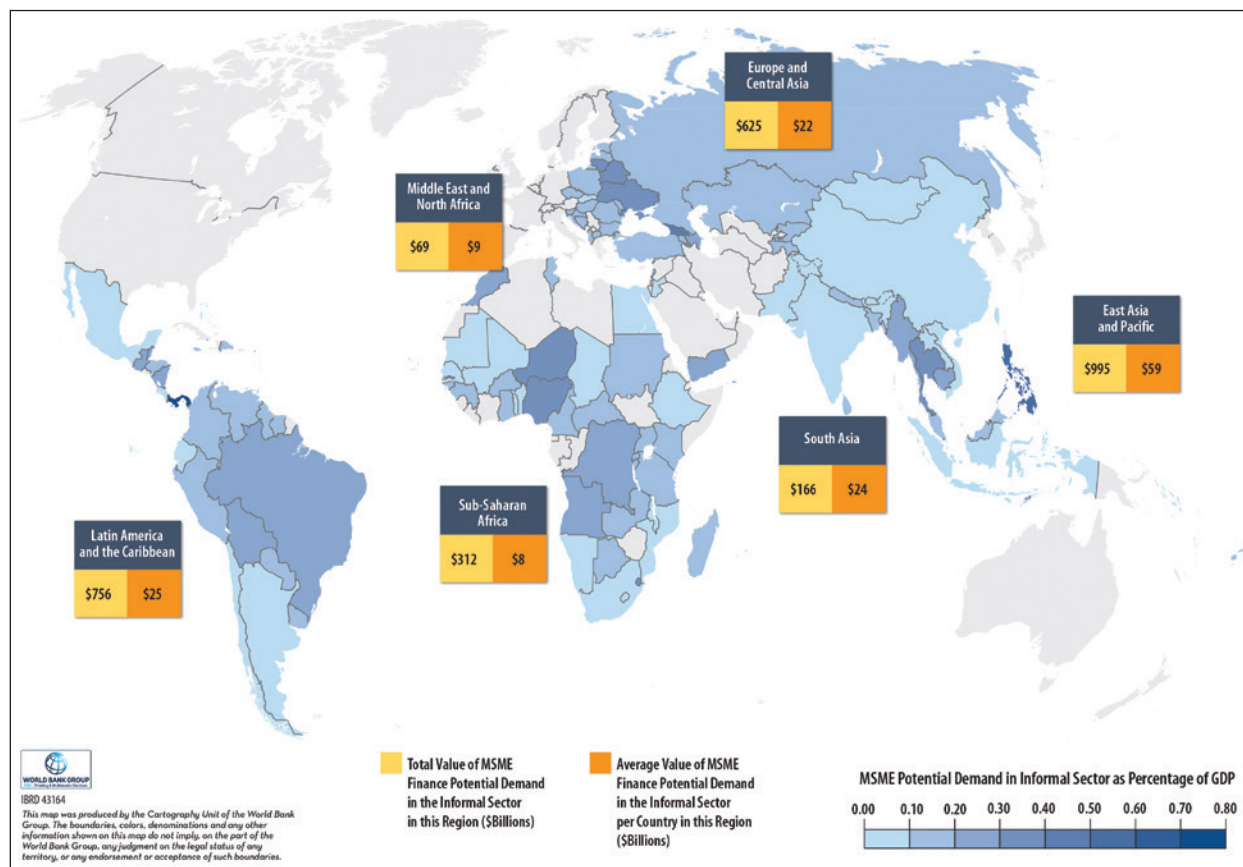 Europe and
Central Asia
$625 $22
Middle East and
North Africa
$69 $9
East Asia
and Pacific
$995 $59
South Asia
$166 $24
Sub-Saharan
Africa
$312 $8
Latin America
and the Caribbean
$756 $25
WORLD BANK GROUP
IBRD 43164
This map was produced by the Cartography Unit of the World Bank
Group. The boundaries, colors, denominations and any other
information shown on this map do not imply, on the part of the
World Bank Group, any judgment on the legal status of any
territory, or any endorsement or acceptance of such boundaries.
Total Value of MSME
Finance Potential Demand
in the Informal Sector
in this Region ($Billions)
Average Value of MSME
Finance Potential Demand
in the Informal Sector
per Country in this Region
($Billions)
MSME Potential Demand in Informal Sector as Percentage of GDP
0.00 0.10 0.20 0.30 0.40 0.50 0.60 0.70 0.80